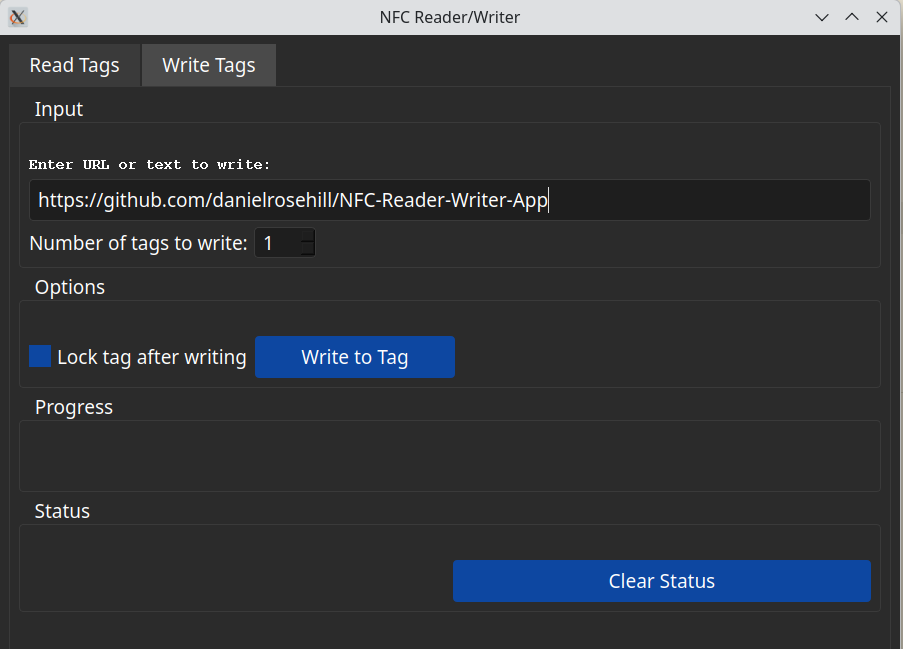 NFC Reader/Writer
Read Tags Write Tags
Input
Enter URL or text to write:
https://github.com/danielrosehill/NFC-Reader-Writer-App
Number of tags to write: 1
Options
Lock tag after writing Write to Tag
Progress
Status
Clear Status